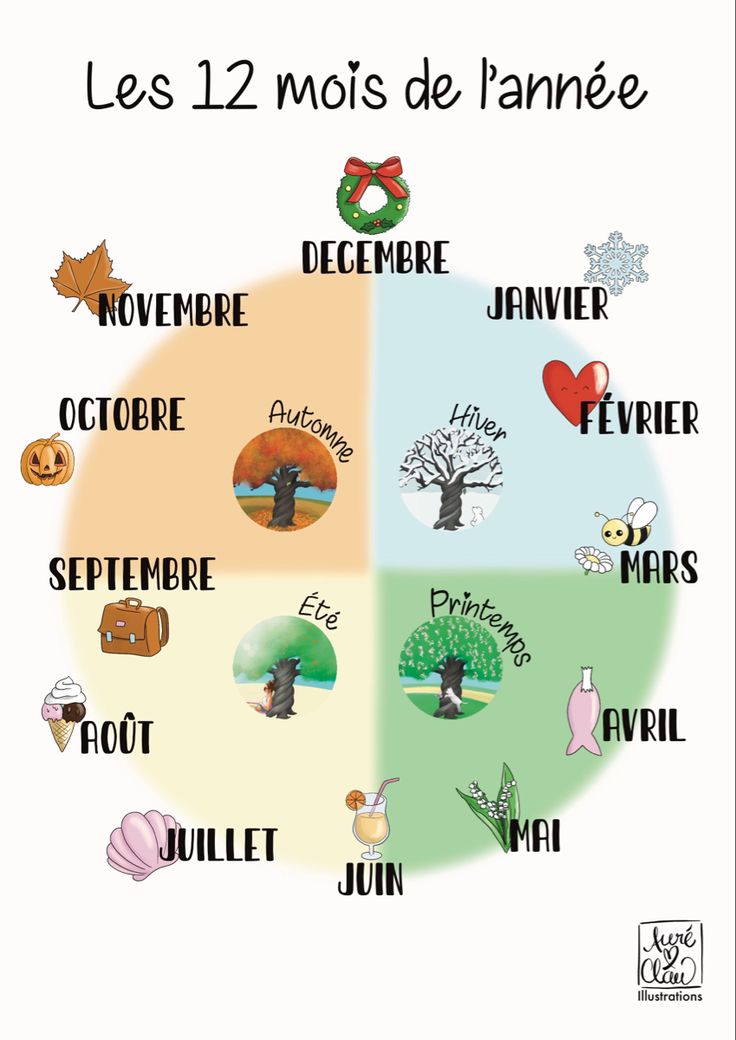 Les 12 mois de l'année
DECEMBRE
JANVIER
FÉVRIER
MARS
AVRIL
MAI
JUIN
JUILLET
AOÛT
SEPTEMBRE
OCTOBRE
NOVEMBRE
Automne
Hiver
Été
Printemps
Auré
Clau
Illustrations